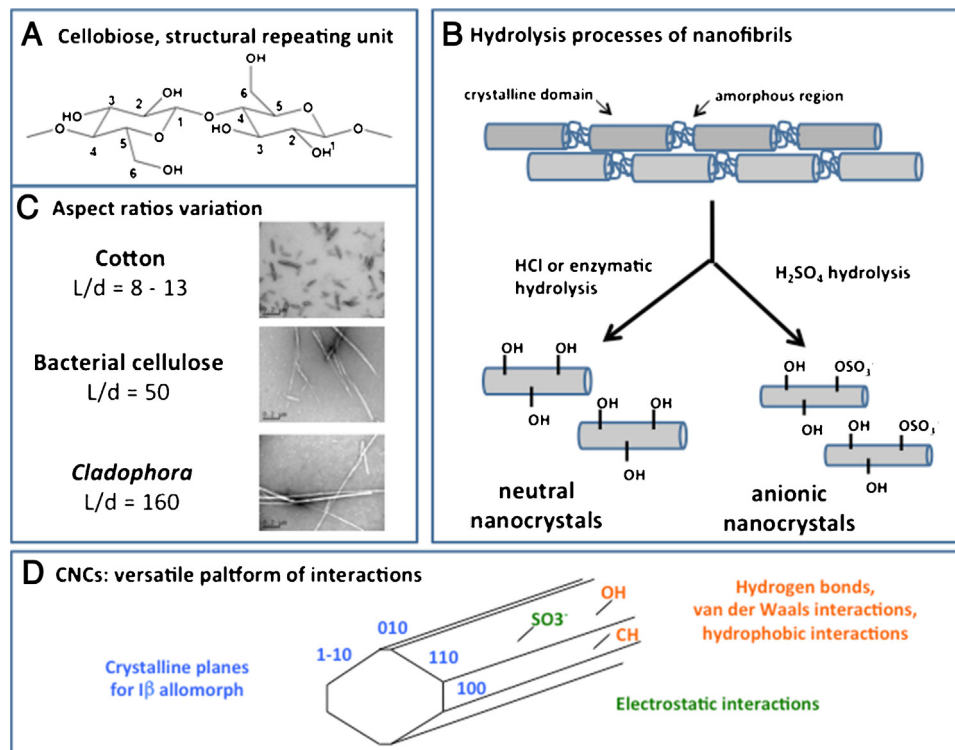 A Cellobiose, structural repeating unit
OH
6
OH
3
2
5
O
HO
O
4
O
1
HO
O
O
4
5
O
3
2
OH
1
OH
6
B Hydrolysis processes of nanofibrils
crystalline domain
amorphous region
HCl or enzymatic
hydrolysis
H₂SO₄ hydrolysis
OH
OH
OH
OH
OH
OH
neutral
nanocrystals
OH
OSO₃⁻
OH
OH
OSO₃⁻
OH
anionic
nanocrystals
C Aspect ratios variation
Cotton
L/d = 8 - 13
Bacterial cellulose
L/d = 50
Cladophora
L/d = 160
D CNCs: versatile paltform of interactions
Crystalline planes
for Iβ allomorph
010
1-10
110
100
SO3⁻
OH
CH
Hydrogen bonds,
van der Waals interactions,
hydrophobic interactions
Electrostatic interactions